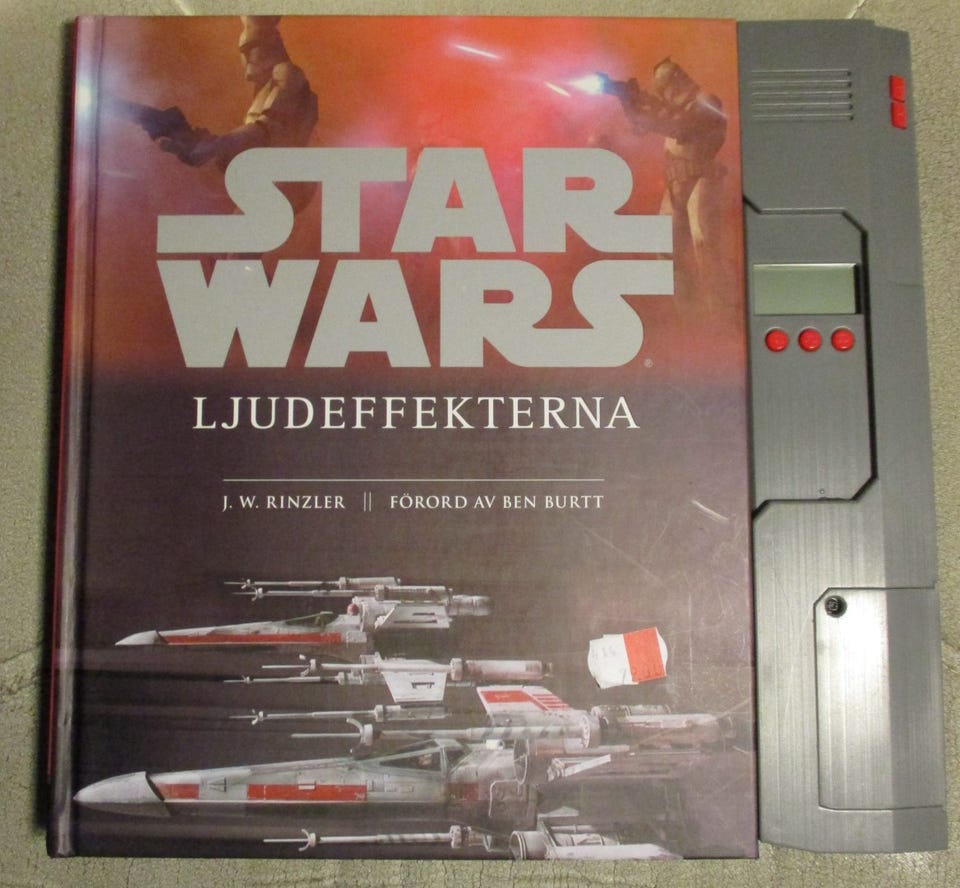 STAR
WARS®
LJUDEFFEKTERNA
J. W. RINZLER || FÖRORD AV BEN BURTT